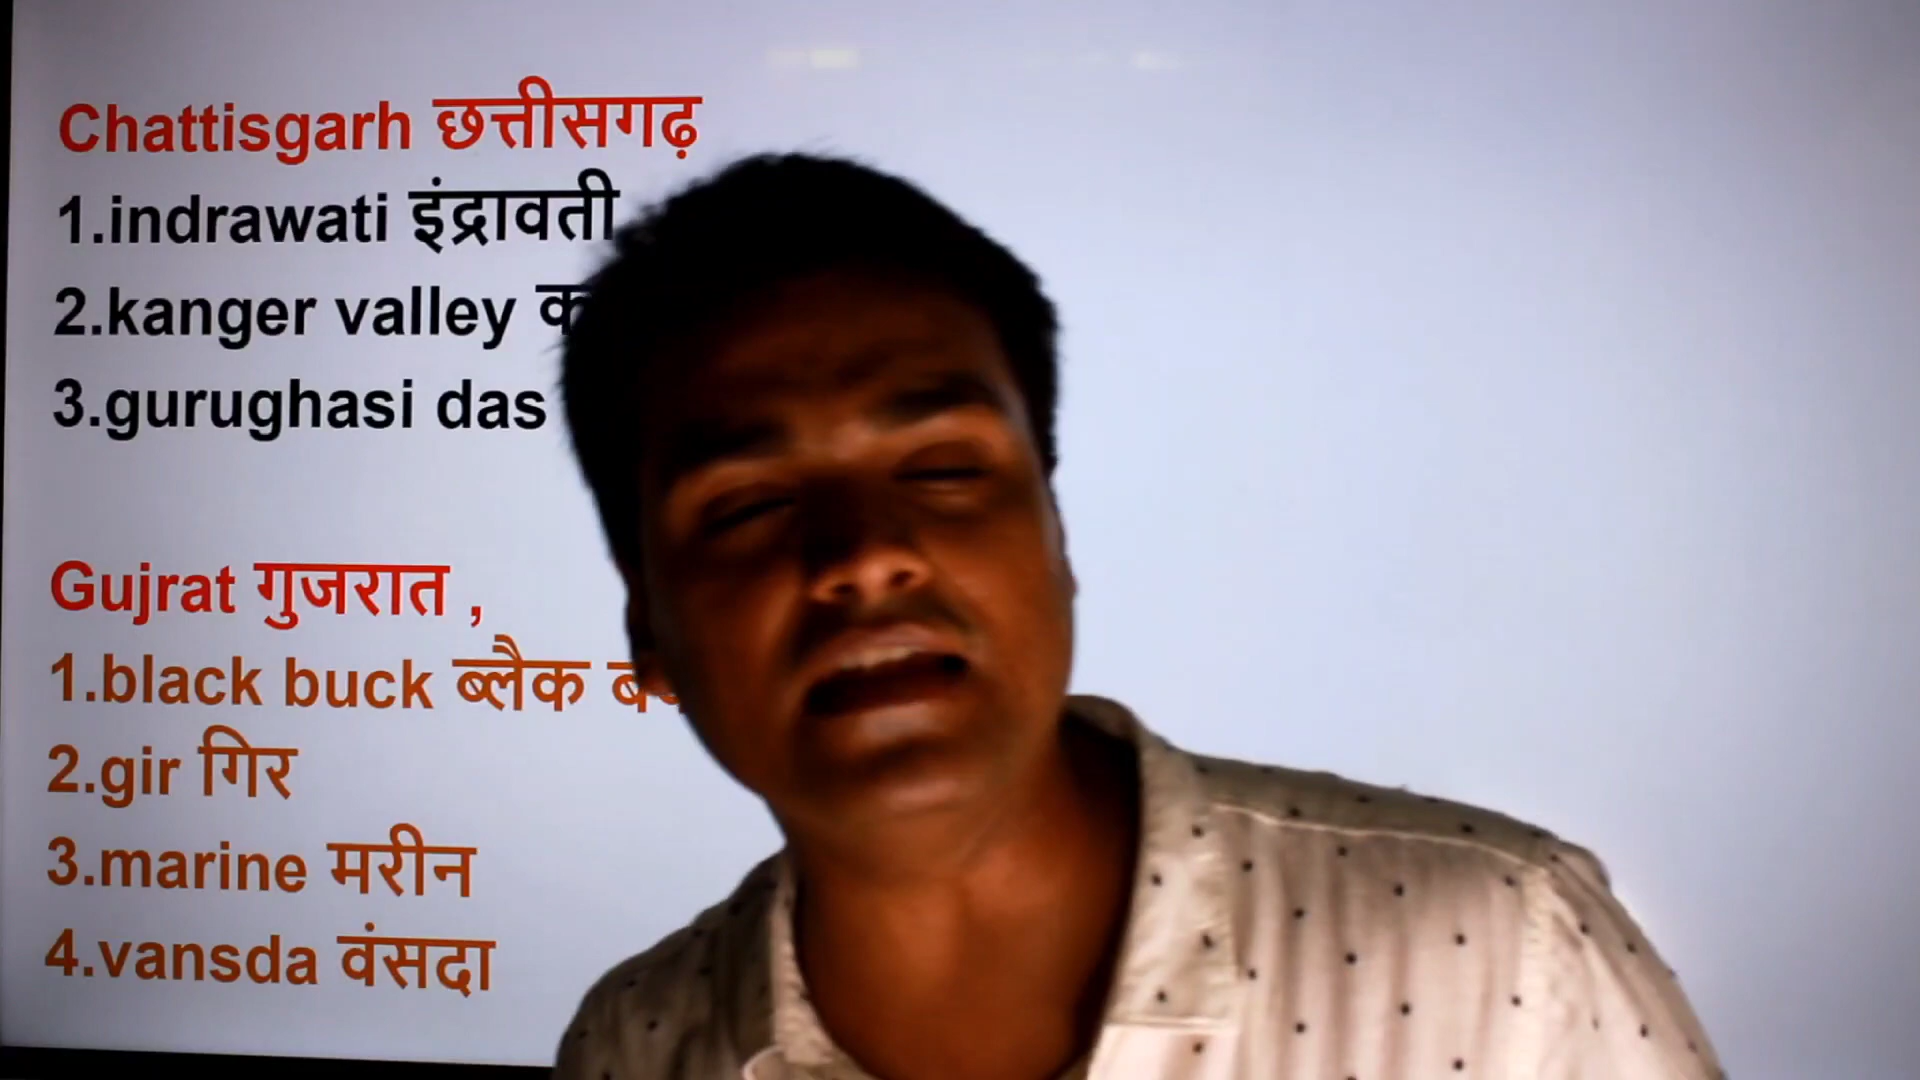 Chattisgarh छत्तीसगढ़
1.indrawati इंद्रावती
2.kanger valley
3.gurughasi das
Gujrat गुजरात ,
1.black buck ब्लैक
2.gir गिर
3.marine मरीन
4.vansda वंसदा